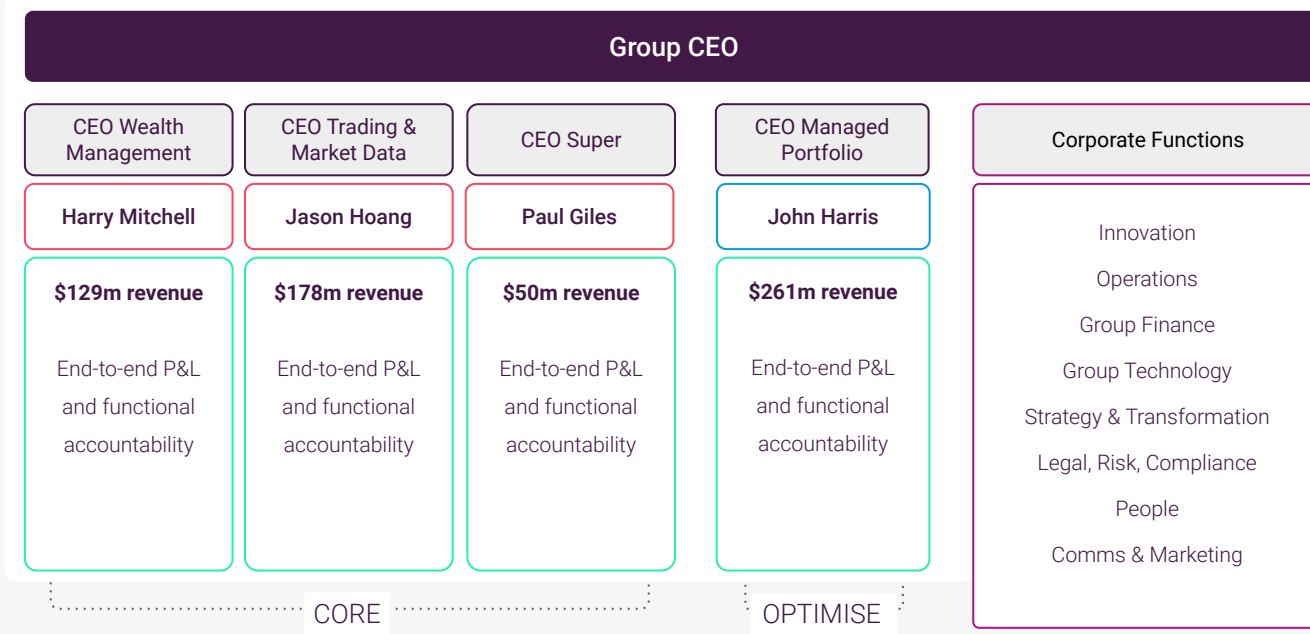 Group CEO
CEO Wealth
Management
Harry Mitchell
$129m revenue
End-to-end P&L
and functional
accountability
CEO Trading &
Market Data
Jason Hoang
$178m revenue
End-to-end P&L
and functional
accountability
CEO Super
Paul Giles
$50m revenue
End-to-end P&L
and functional
accountability
CORE
CEO Managed
Portfolio
John Harris
$261m revenue
End-to-end P&L
and functional
accountability
OPTIMISE
Corporate Functions
Innovation
Operations
Group Finance
Group Technology
Strategy & Transformation
Legal, Risk, Compliance
People
Comms & Marketing